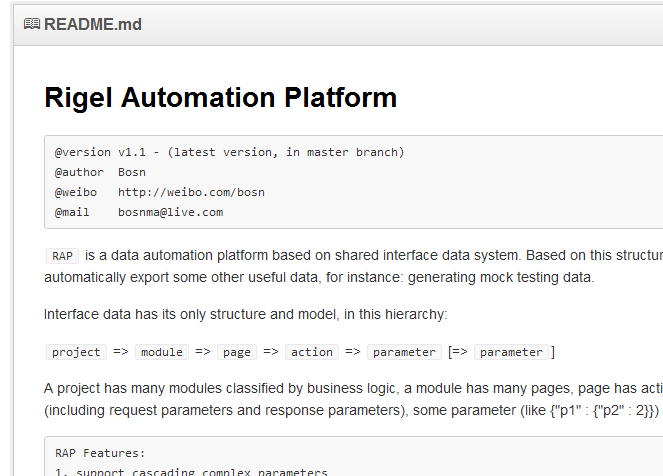 README.md
Rigel Automation Platform
@version v1.1 - (latest version, in master branch)
@author  Bosn
@weibo   http://weibo.com/bosn
@mail    bosnma@live.com
RAP is a data automation platform based on shared interface data system. Based on this
automatically export some other useful data, for instance: generating mock testing data.
Interface data has its only structure and model, in this hierarchy:
project => module => page => action => parameter [=> parameter ]
A project has many modules classified by business logic, a module has many pages, page has
(including request parameters and response parameters), some parameter (like {"p1" : {"p2" : 2}})
RAP Features:
1. support cascading complex parameters